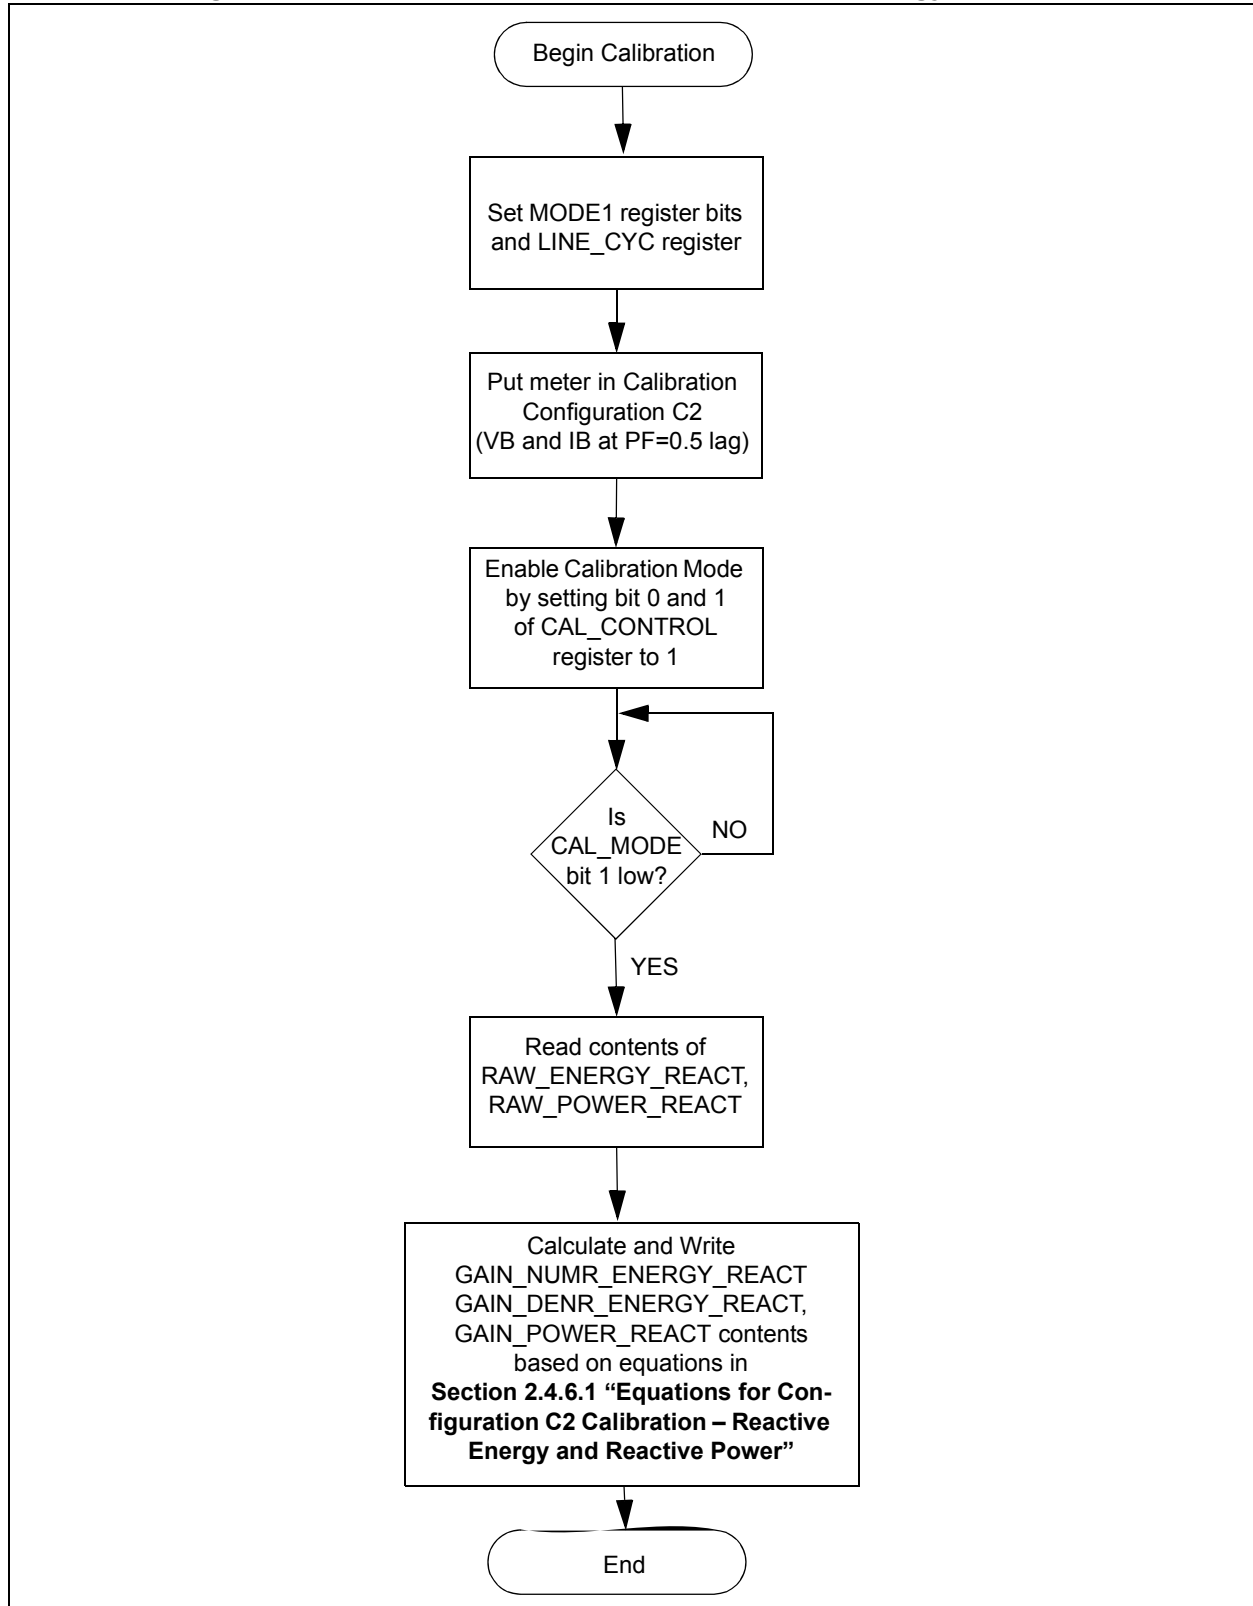 Begin Calibration
Set MODE1 register bits
and LINE_CYC register
Put meter in Calibration
Configuration C2
(VB and IB at PF=0.5 lag)
Enable Calibration Mode
by setting bit 0 and 1
of CAL_CONTROL
register to 1
Is
CAL_MODE
bit 1 low?
NO
YES
Read contents of
RAW_ENERGY_REACT,
RAW_POWER_REACT
Calculate and Write
GAIN_NUMR_ENERGY_REACT
GAIN_DENR_ENERGY_REACT,
GAIN_POWER_REACT contents
based on equations in
Section 2.4.6.1 “Equations for Con-
figuration C2 Calibration – Reactive
Energy and Reactive Power”
End